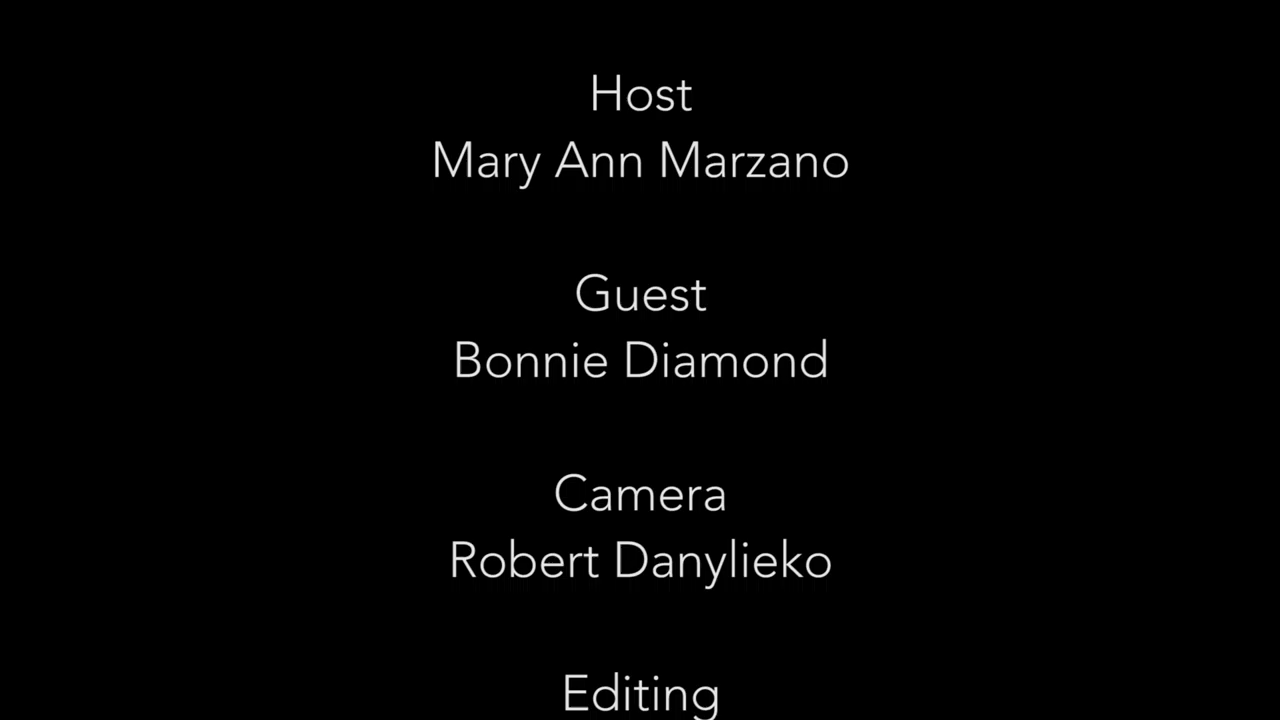 Host
Mary Ann Marzano
Guest
Bonnie Diamond
Camera
Robert Danylieko
Editing